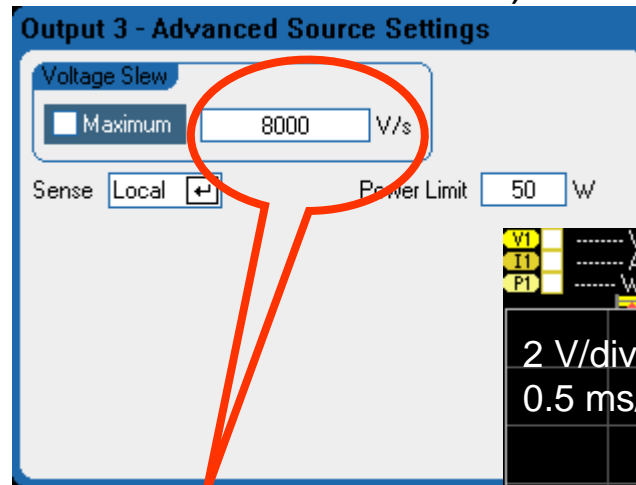 Output 3 - Advanced Source Settings
Voltage Slew
Maximum 8000 V/s
Sense Local Power Limit 50 W
V1 ------
I1 ------
P1 ------ W
2 V/div
0.5 ms/